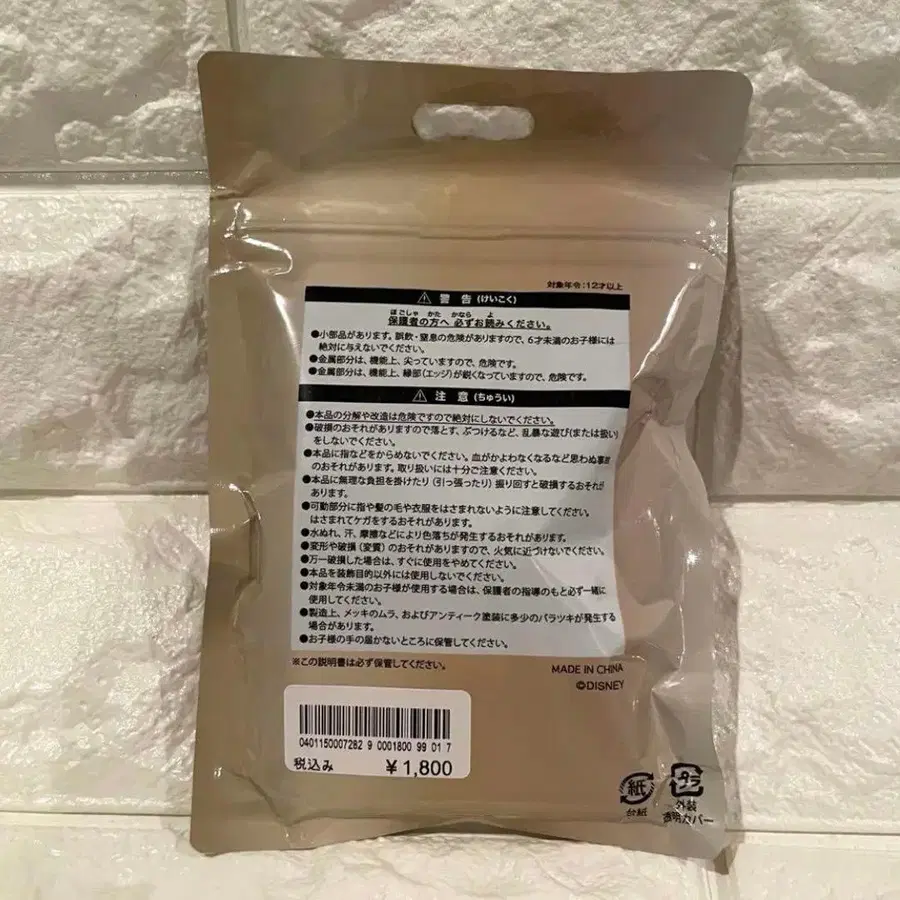 対象年令:12才以上
⚠ 警告 (けいこく)
ほごしゃ かた かなら よ
保護者の方へ 必ずお読みください。
●小部品があります。誤飲・窒息の危険がありますので、6才未満のお子様には
絶対に与えないでください。
●金属部分は、機能上、尖っていますので、危険です。
●金属部分は、機能上、縁部(エッジ)が鋭くなっていますので、危険です。
⚠ 注意 (ちゅうい)
●本品の分解や改造は危険ですので絶対にしないでください。
●破損のおそれがありますので落とす、ぶつけるなど、乱暴な遊び(または扱い)
をしないでください。
●本品に指などをからめないでください。血がかよわなくなるなど思わぬ事故
のおそれがあります。取り扱いには十分ご注意ください。
●本品に無理な負担を掛けたり(引っ張ったり)振り回すと破損するおそれが
あります。
●可動部分に指や髪の毛や衣服をはさまれないように注意してください。
はさまれてケガをするおそれがあります。
●水ぬれ、汗、摩擦などにより色落ちが発生するおそれがあります。
●変形や破損(変質)のおそれがありますので、火気に近づけないでください。
●万一破損した場合は、すぐに使用をやめてください。
●本品を装飾目的以外には使用しないでください。
●対象年令未満のお子様が使用する場合は、保護者の指導のもと必ず一緒に
使用してください。
●製造上、メッキのムラ、およびアンティーク塗装に多少のバラツキが発生する
場合があります。
●お子様の手の届かないところに保管してください。
※この説明書は必ず保管してください。
MADE IN CHINA
©DISNEY
0401150007282 9 0001800 99 01 7
税込み ¥1,800
紙 プラ
台紙 外装
透明カバー